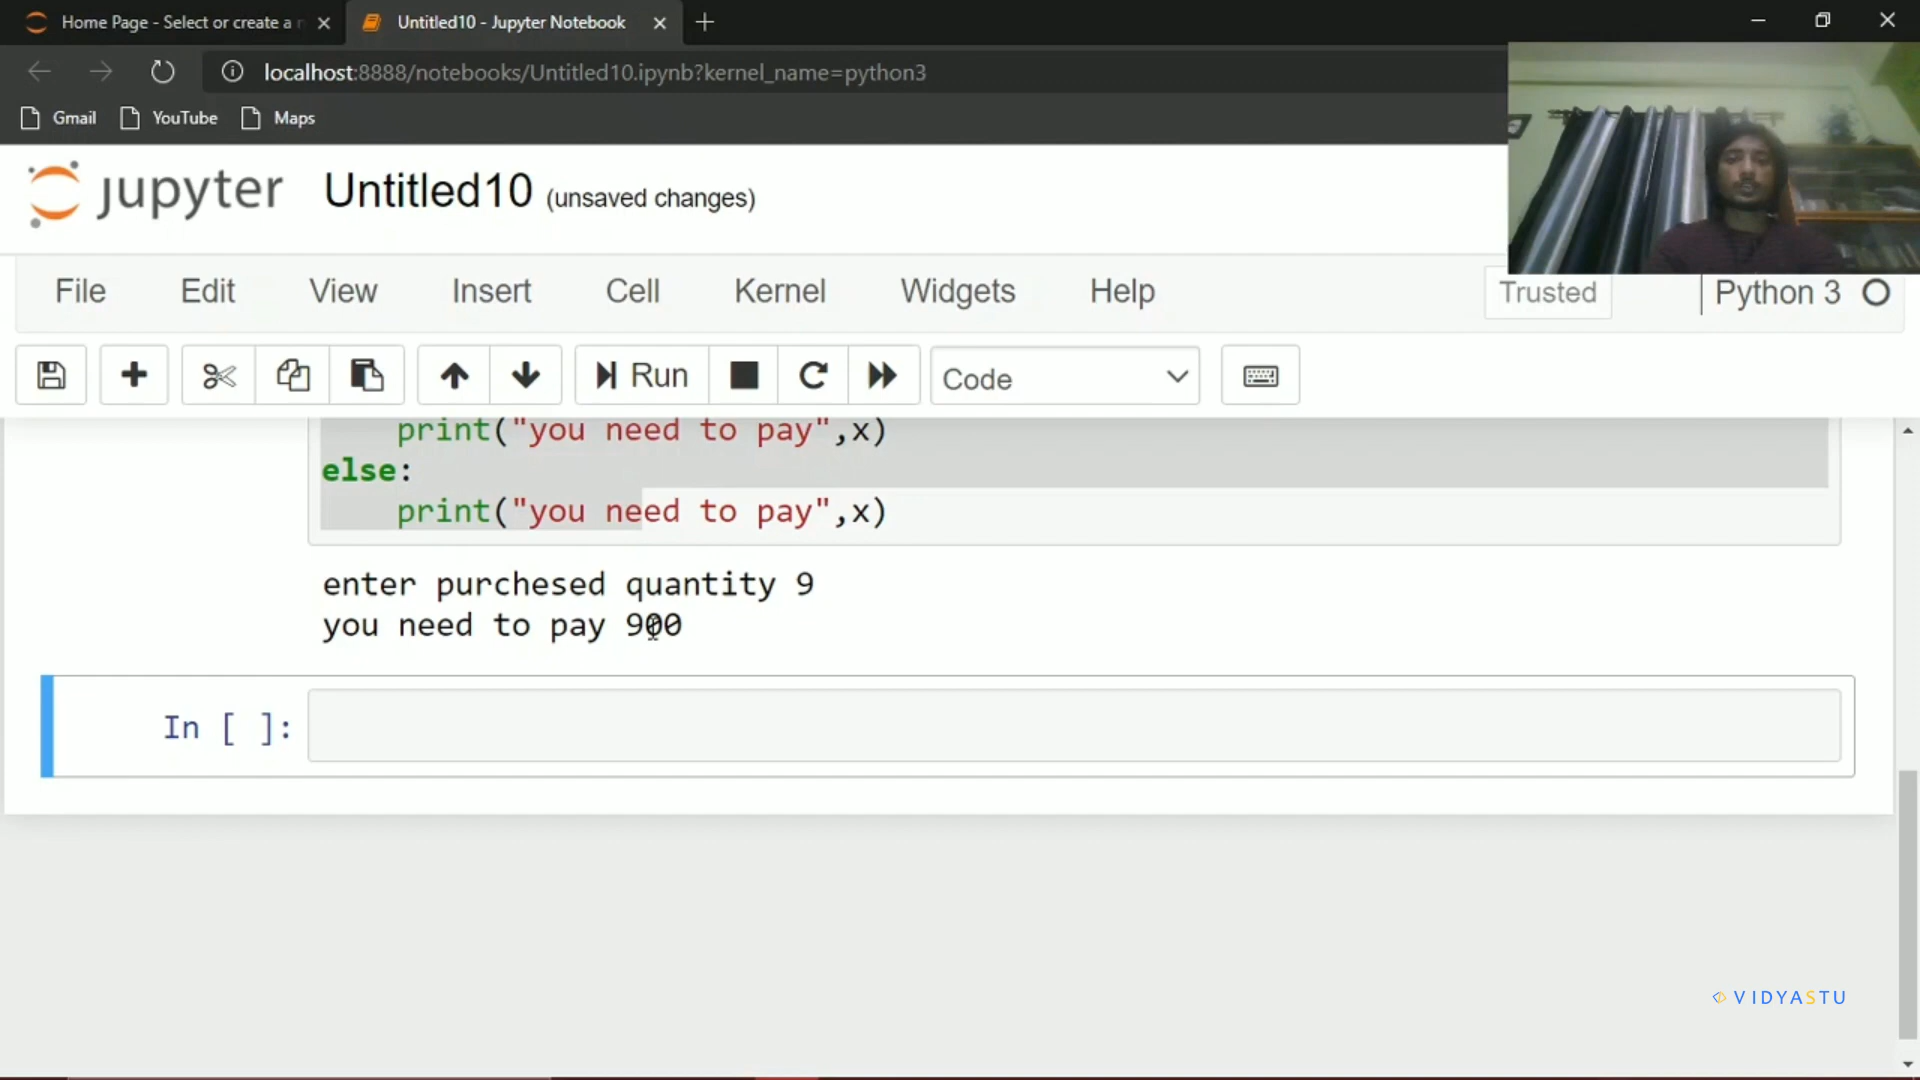 Home Page - Select or create a n
Untitled10 - Jupyter Notebook
localhost:8888/notebooks/Untitled10.ipynb?kernel_name=python3
Gmail
YouTube
Maps
jupyter
Untitled10 (unsaved changes)
File
Edit
View
Insert
Cell
Kernel
Widgets
Help
Trusted
Python 3
Run
Code
print("you need to pay",x)
else:
print("you need to pay",x)
enter purchesed quantity 9
you need to pay 900
In [ ]:
VIDYASTU